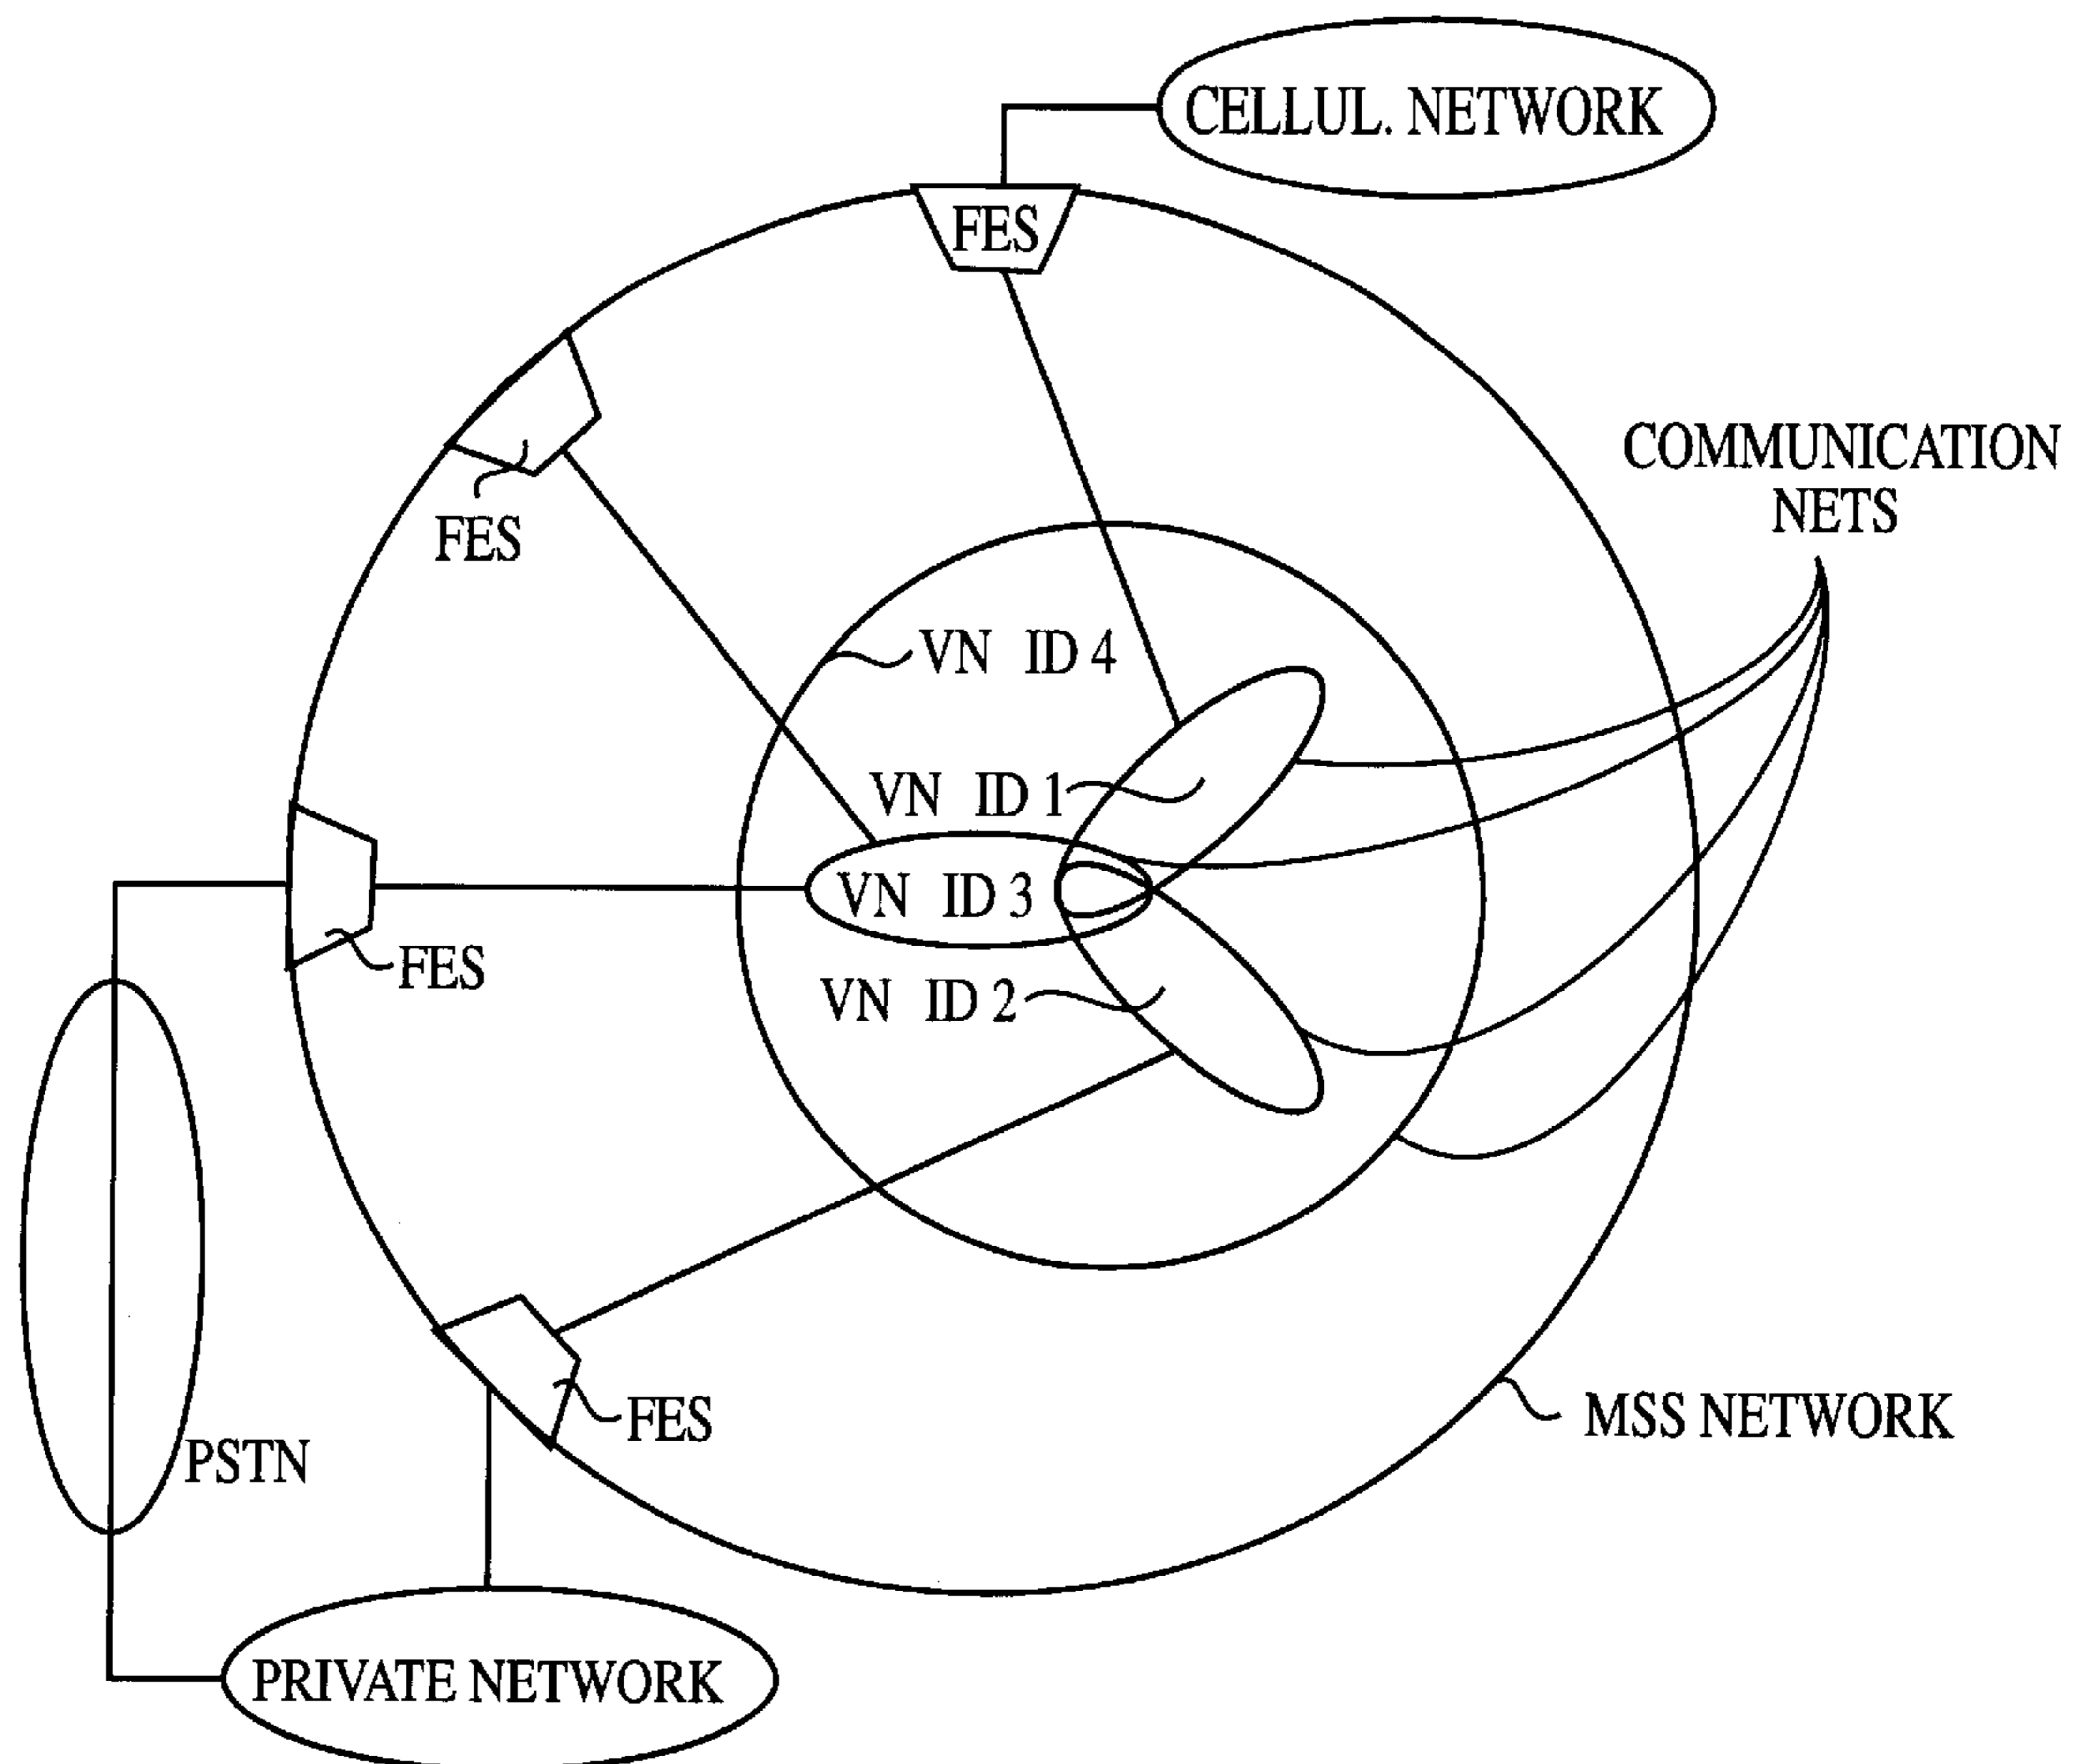 CELLUL. NETWORK
FES
COMMUNICATION
NETS
FES
VN ID 4
VN ID 1
VN ID 3
FES
VN ID 2
MSS NETWORK
FES
PSTN
PRIVATE NETWORK